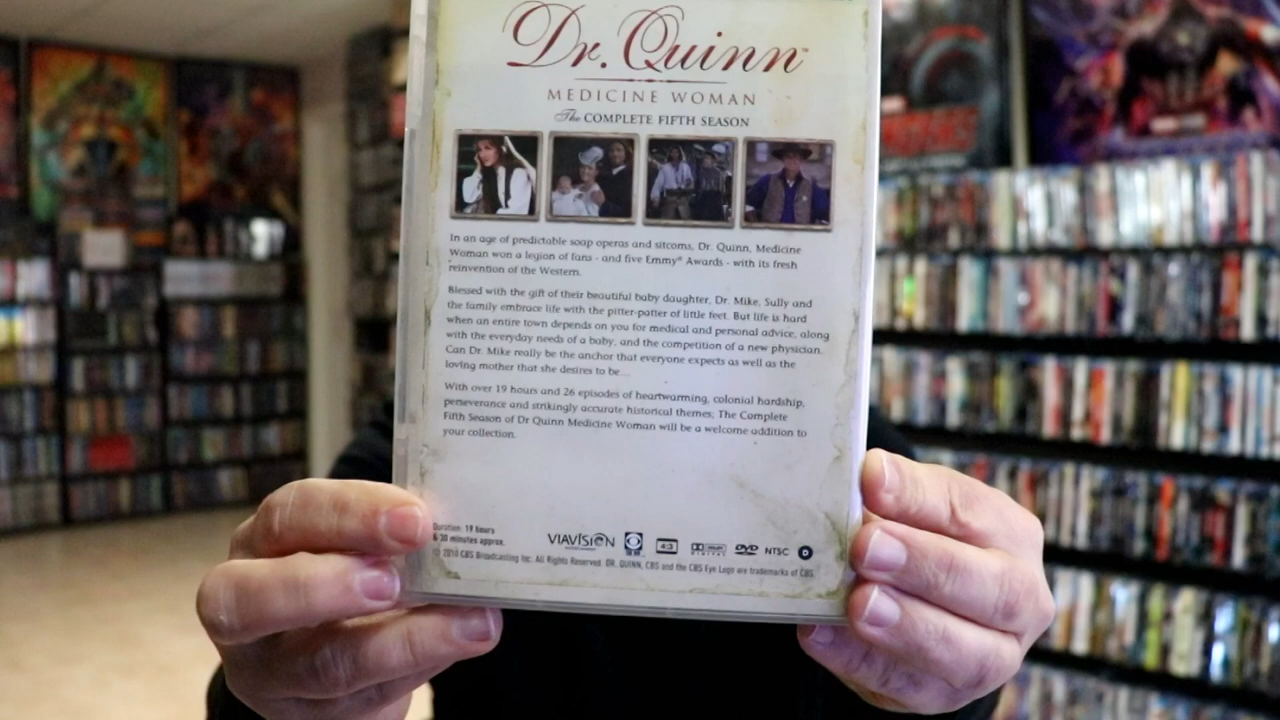 Dr. Quinn™
MEDICINE WOMAN
The COMPLETE FIFTH SEASON
In an age of predictable soap operas and sitcoms, Dr. Quinn, Medicine
Woman won a legion of fans - and five Emmy® Awards - with its fresh
reinvention of the Western.
Blessed with the gift of their beautiful baby daughter, Dr. Mike, Sully and
the family embrace life with the pitter-patter of little feet. But life is hard
when an entire town depends on you for medical and personal advice, along
with the everyday needs of a baby, and the competition of a new physician.
Can Dr. Mike really be the anchor that everyone expects as well as the
loving mother that she desires to be...
With over 19 hours and 26 episodes of heartwarming, colonial hardship,
perseverance and strikingly accurate historical themes; The Complete
Fifth Season of Dr Quinn Medicine Woman will be a welcome addition to
your collection.
Duration: 19 hours
& 30 minutes approx.
VIAVISION
ENTERTAINMENT
CBS
4:3
DOLBY
DIGITAL
DVD
NTSC
© 2010 CBS Broadcasting Inc. All Rights Reserved. DR. QUINN, CBS and the CBS Eye Logo are trademarks of CBS.